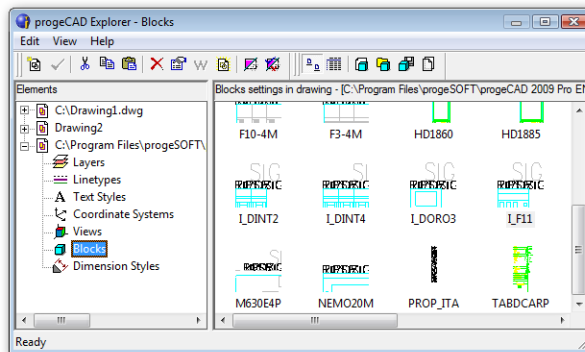 progeCAD Explorer - Blocks
Edit View Help
Elements
Blocks settings in drawing - [C:\Program Files\progeSOFT\progeCAD 2009 Pro EN
C:\Drawing1.dwg
Drawing2
C:\Program Files\progeSOFT\
Layers
Linetypes
Text Styles
Coordinate Systems
Views
Blocks
Dimension Styles
F10-4M F3-4M HD1860 HD1885
I_DINT2 I_DINT4 I_DORO3 I_F11
M630E4P NEMO20M PROP_ITA TABDCARP
Ready